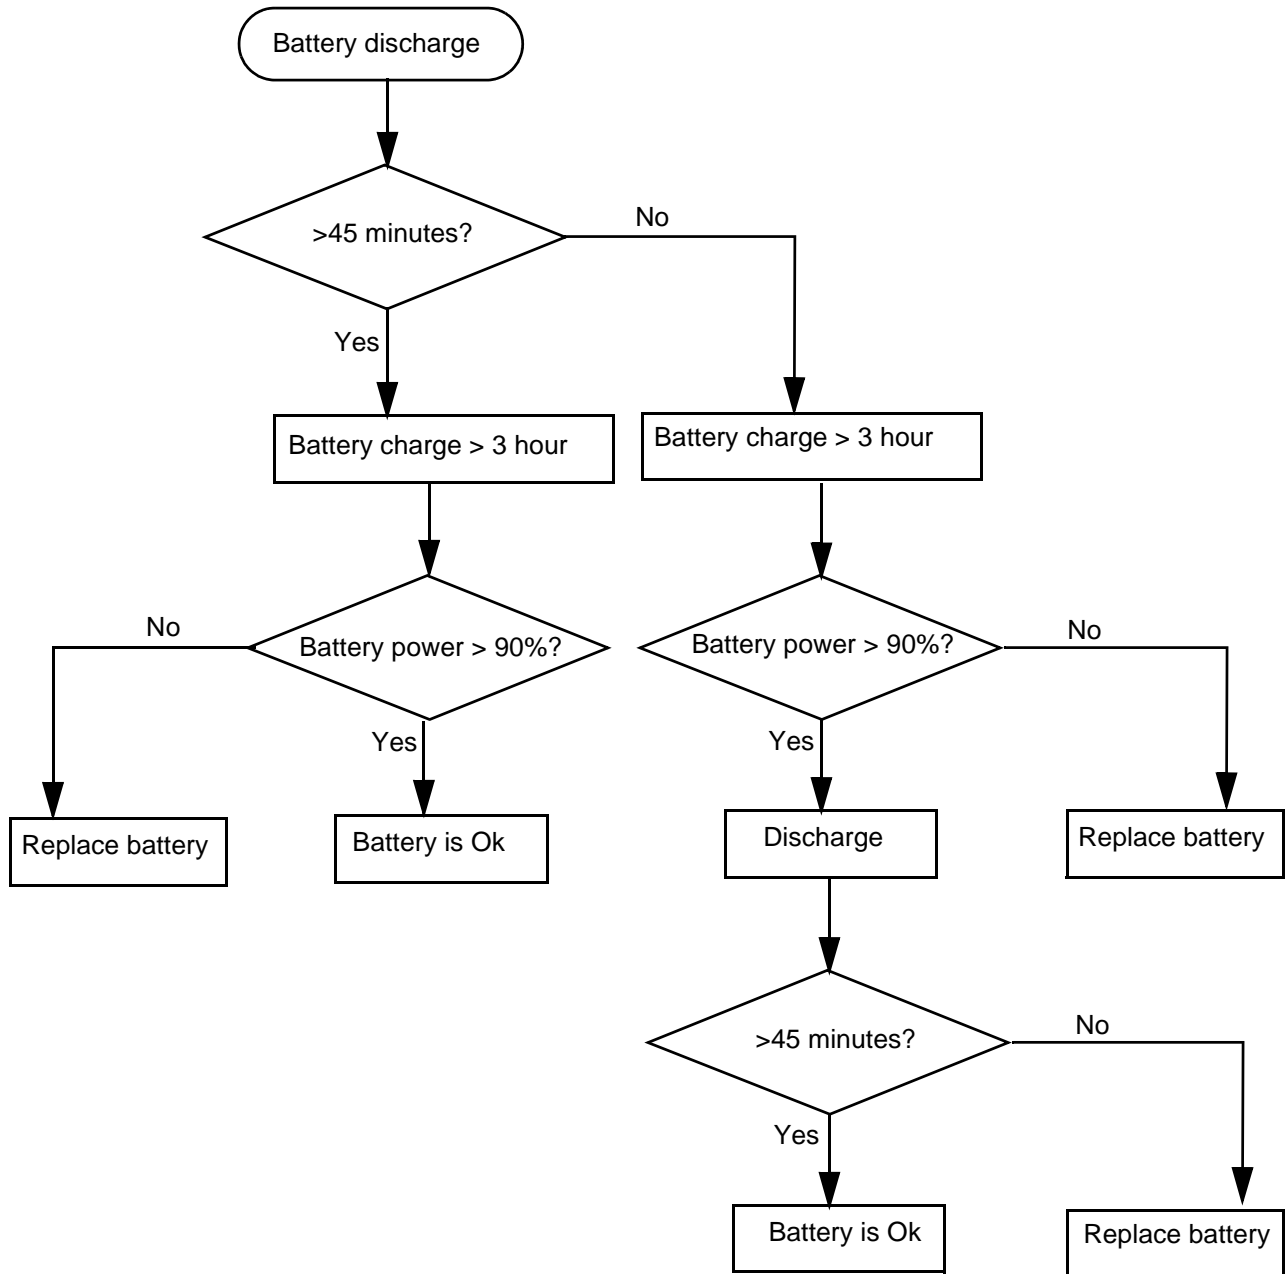 Battery discharge
>45 minutes?
No
Yes
Battery charge > 3 hour
Battery charge > 3 hour
No
Battery power > 90%?
Battery power > 90%?
No
Yes
Yes
Replace battery
Battery is Ok
Discharge
Replace battery
>45 minutes?
No
Yes
Battery is Ok
Replace battery